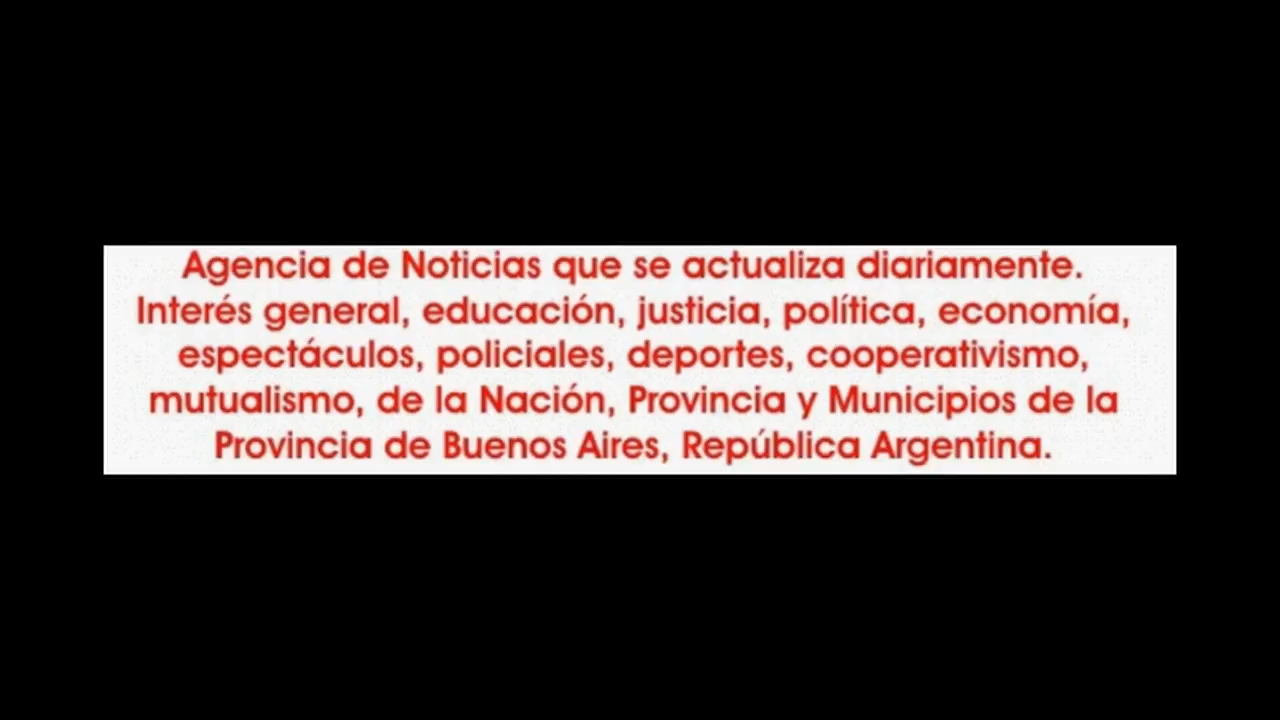 Agencia de Noticias que se actualiza diariamente.
Interés general, educación, justicia, política, economía,
espectáculos, policiales, deportes, cooperativismo,
mutualismo, de la Nación, Provincia y Municipios de la
Provincia de Buenos Aires, República Argentina.